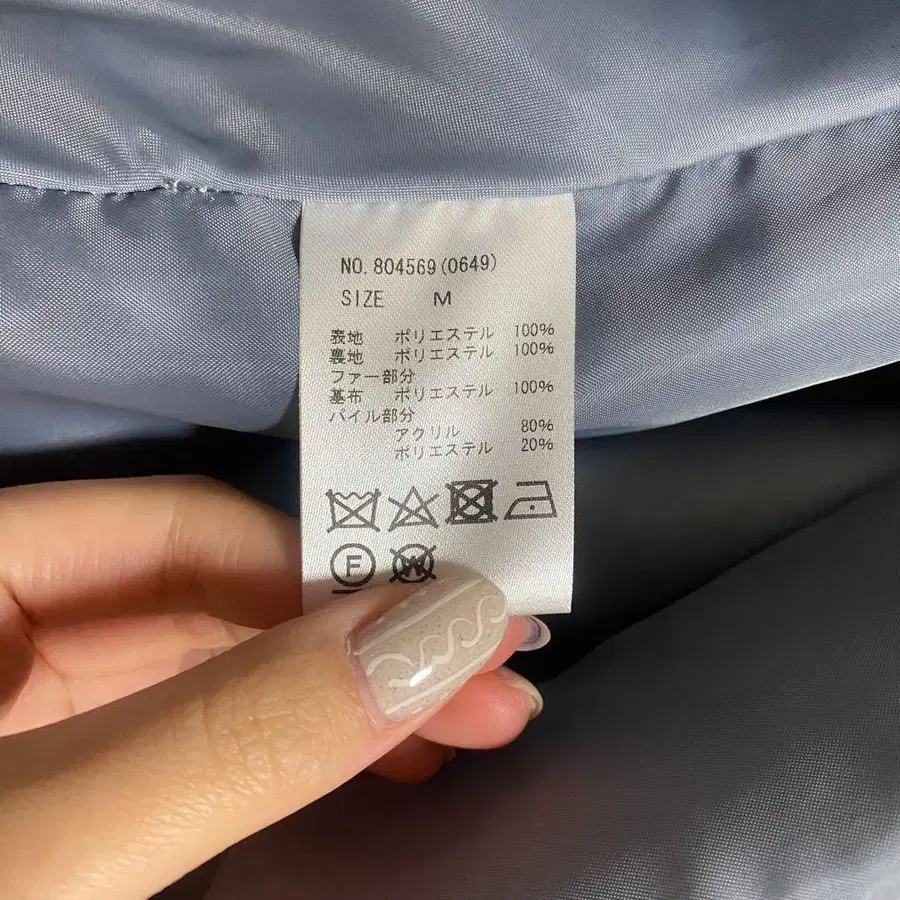 NO. 804569(0649)
SIZE M
表地 ポリエステル 100%
裏地 ポリエステル 100%
ファー部分
基布 ポリエステル 100%
パイル部分
アクリル 80%
ポリエステル 20%
F
W